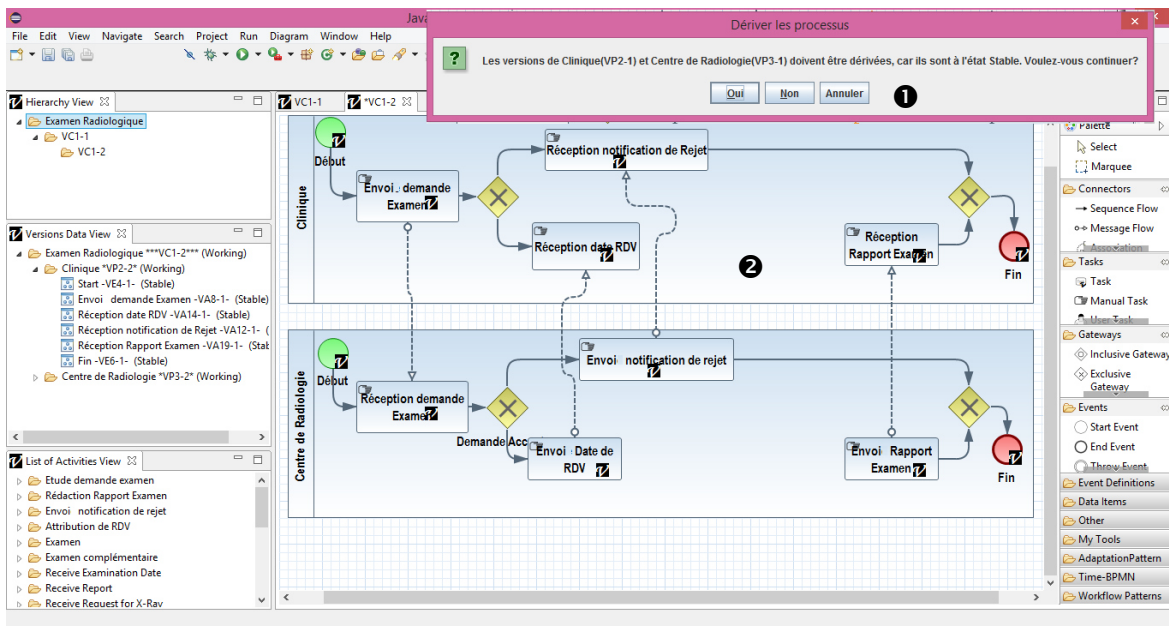 Java
Dériver les processus
File Edit View Navigate Search Project Run Diagram Window Help
Les versions de Clinique(VP2-1) et Centre de Radiologie(VP3-1) doivent être dérivées, car ils sont à l'état Stable. Voulez-vous continuer?
Oui Non Annuler
1
Hierarchy View
Examen Radiologique
VC1-1
VC1-2
Versions Data View
Examen Radiologique ***VC1-2*** (Working)
Clinique *VP2-2* (Working)
Start -VE4-1- (Stable)
Envoi demande Examen -VA8-1- (Stable)
Réception date RDV -VA14-1- (Stable)
Réception notification de Rejet -VA12-1- (
Réception Rapport Examen -VA19-1- (Stab
Fin -VE6-1- (Stable)
Centre de Radiologie *VP3-2* (Working)
List of Activities View
Etude demande examen
Rédaction Rapport Examen
Envoi notification de rejet
Attribution de RDV
Examen
Examen complémentaire
Receive Examination Date
Receive Report
Receive Request for X-Ray
VC1-1
*VC1-2
Clinique
Début
Envoi demande
Examen
Réception notification de Rejet
Réception date RDV
Réception
Rapport Examen
Fin
2
Centre de Radiologie
Début
Réception demande
Examen
Envoi notification de rejet
Demande Acc
Envoi Date de
RDV
Envoi Rapport
Examen
Fin
Palette
Select
Marquee
Connectors
Sequence Flow
Message Flow
Association
Tasks
Task
Manual Task
User Task
Gateways
Inclusive Gateway
Exclusive
Gateway
Events
Start Event
End Event
Throw Event
Event Definitions
Data Items
Other
My Tools
AdaptationPattern
Time-BPMN
Workflow Patterns